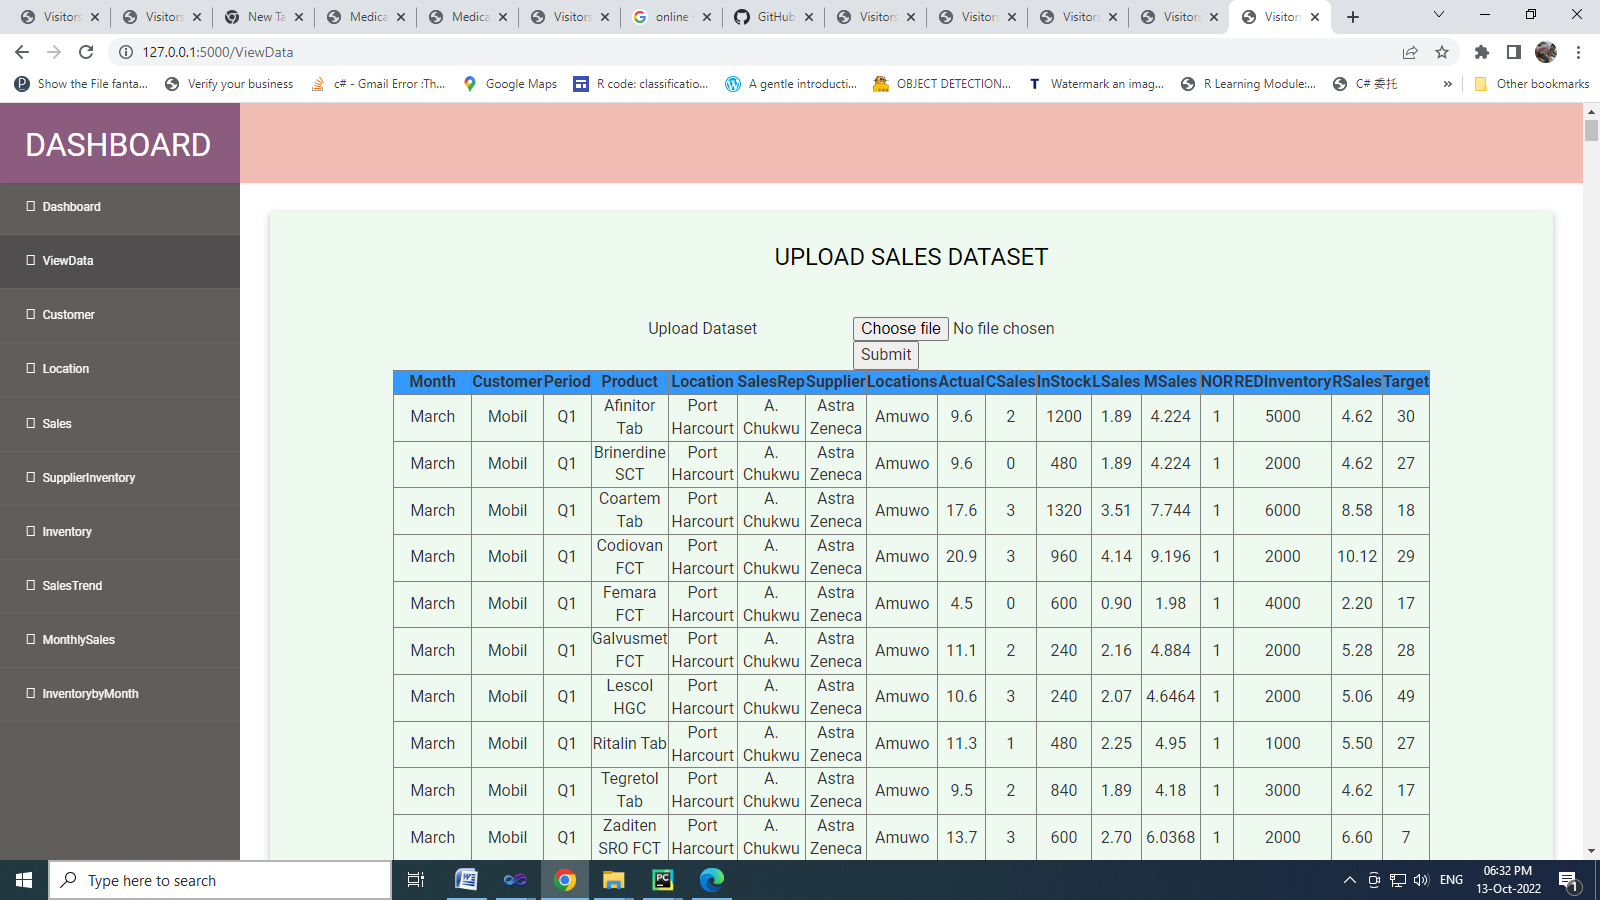 Visitors Visitors New Ta Medica Medica Visitors online GitHub Visitors Visitors Visitors Visitors Visitors
127.0.0.1:5000/ViewData
Show the File fanta... Verify your business c# - Gmail Error :Th... Google Maps R code: classificatio... A gentle introducti... OBJECT DETECTION... T Watermark an imag... R Learning Module:... C# 委托 » Other bookmarks
DASHBOARD
Dashboard
ViewData
Customer
Location
Sales
SupplierInventory
Inventory
SalesTrend
MonthlySales
InventorybyMonth
UPLOAD SALES DATASET
Upload Dataset Choose file No file chosen
Submit
Month Customer Period Product Location SalesRep Supplier Locations Actual CSales InStock LSales MSales NOR REDInventory RSales Target
March Mobil Q1 Afinitor Tab Port Harcourt A. Chukwu Astra Zeneca Amuwo 9.6 2 1200 1.89 4.224 1 5000 4.62 30
March Mobil Q1 Brinerdine SCT Port Harcourt A. Chukwu Astra Zeneca Amuwo 9.6 0 480 1.89 4.224 1 2000 4.62 27
March Mobil Q1 Coartem Tab Port Harcourt A. Chukwu Astra Zeneca Amuwo 17.6 3 1320 3.51 7.744 1 6000 8.58 18
March Mobil Q1 Codiovan FCT Port Harcourt A. Chukwu Astra Zeneca Amuwo 20.9 3 960 4.14 9.196 1 2000 10.12 29
March Mobil Q1 Femara FCT Port Harcourt A. Chukwu Astra Zeneca Amuwo 4.5 0 600 0.90 1.98 1 4000 2.20 17
March Mobil Q1 Galvusmet FCT Port Harcourt A. Chukwu Astra Zeneca Amuwo 11.1 2 240 2.16 4.884 1 2000 5.28 28
March Mobil Q1 Lescol HGC Port Harcourt A. Chukwu Astra Zeneca Amuwo 10.6 3 240 2.07 4.6464 1 2000 5.06 49
March Mobil Q1 Ritalin Tab Port Harcourt A. Chukwu Astra Zeneca Amuwo 11.3 1 480 2.25 4.95 1 1000 5.50 27
March Mobil Q1 Tegretol Tab Port Harcourt A. Chukwu Astra Zeneca Amuwo 9.5 2 840 1.89 4.18 1 3000 4.62 17
March Mobil Q1 Zaditen SRO FCT Port Harcourt A. Chukwu Astra Zeneca Amuwo 13.7 3 600 2.70 6.0368 1 2000 6.60 7
Type here to search ENG 06:32 PM
13-Oct-2022 1